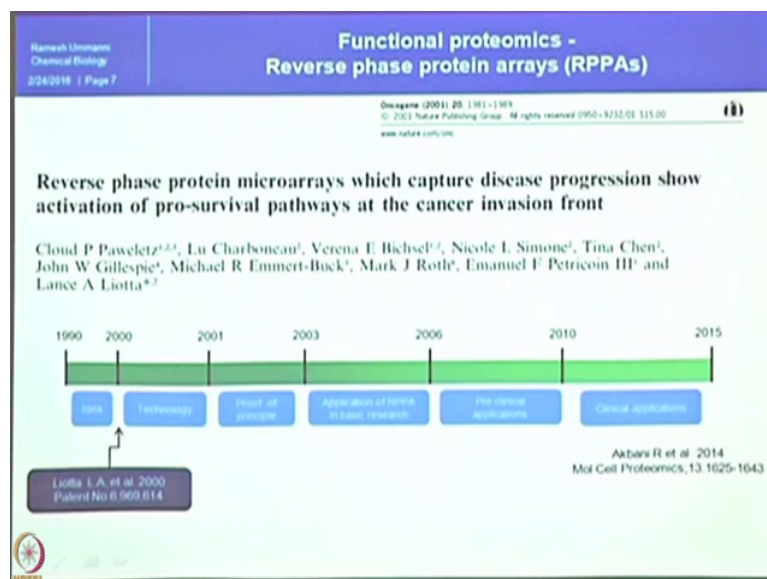 Ramesh Ummanni
Chemical Biology
2/24/2018 | Page 7
Functional proteomics -
Reverse phase protein arrays (RPPAs)
Oncogene (2001) 20, 1981 - 1989
© 2001 Nature Publishing Group All rights reserved 0950-9232/01 $15.00
www.nature.com/onc
Reverse phase protein microarrays which capture disease progression show
activation of pro-survival pathways at the cancer invasion front
Cloud P Paweletz, Lu Charboneau, Verena E Bichsel, Nicole L Simone, Tina Chen,
John W Gillespie, Michael R Emmert-Buck, Mark J Roth, Emanuel F Petricoin III and
Lance A Liotta
1990 2000 2001 2003 2006 2010 2015
Idea Technology Proof of principle Application of RPPA in basic research Pre clinical applications Clinical applications
Liotta L.A. et al. 2000
Patent No 6,969,614
Akbani R et al. 2014
Mol Cell Proteomics; 13:1625-1643